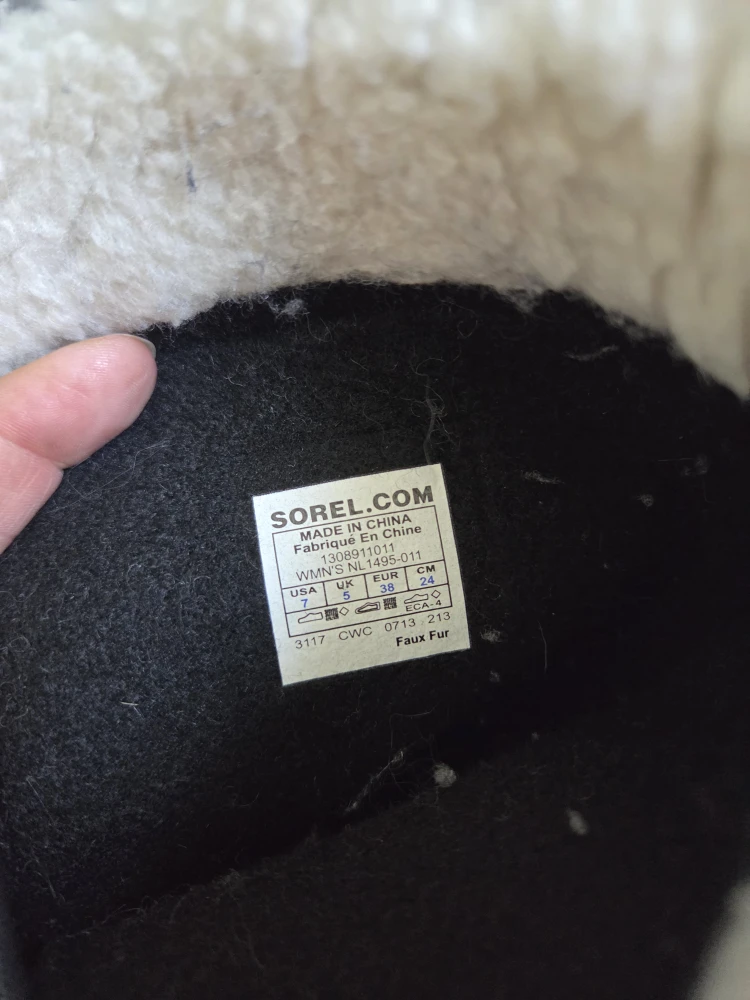 SOREL.COM
MADE IN CHINA
Fabriqué En Chine
1308911011
WMN'S NL1495-011
USA UK EUR CM
7 5 38 24
ECA-4
3117 CWC 0713 213
Faux Fur